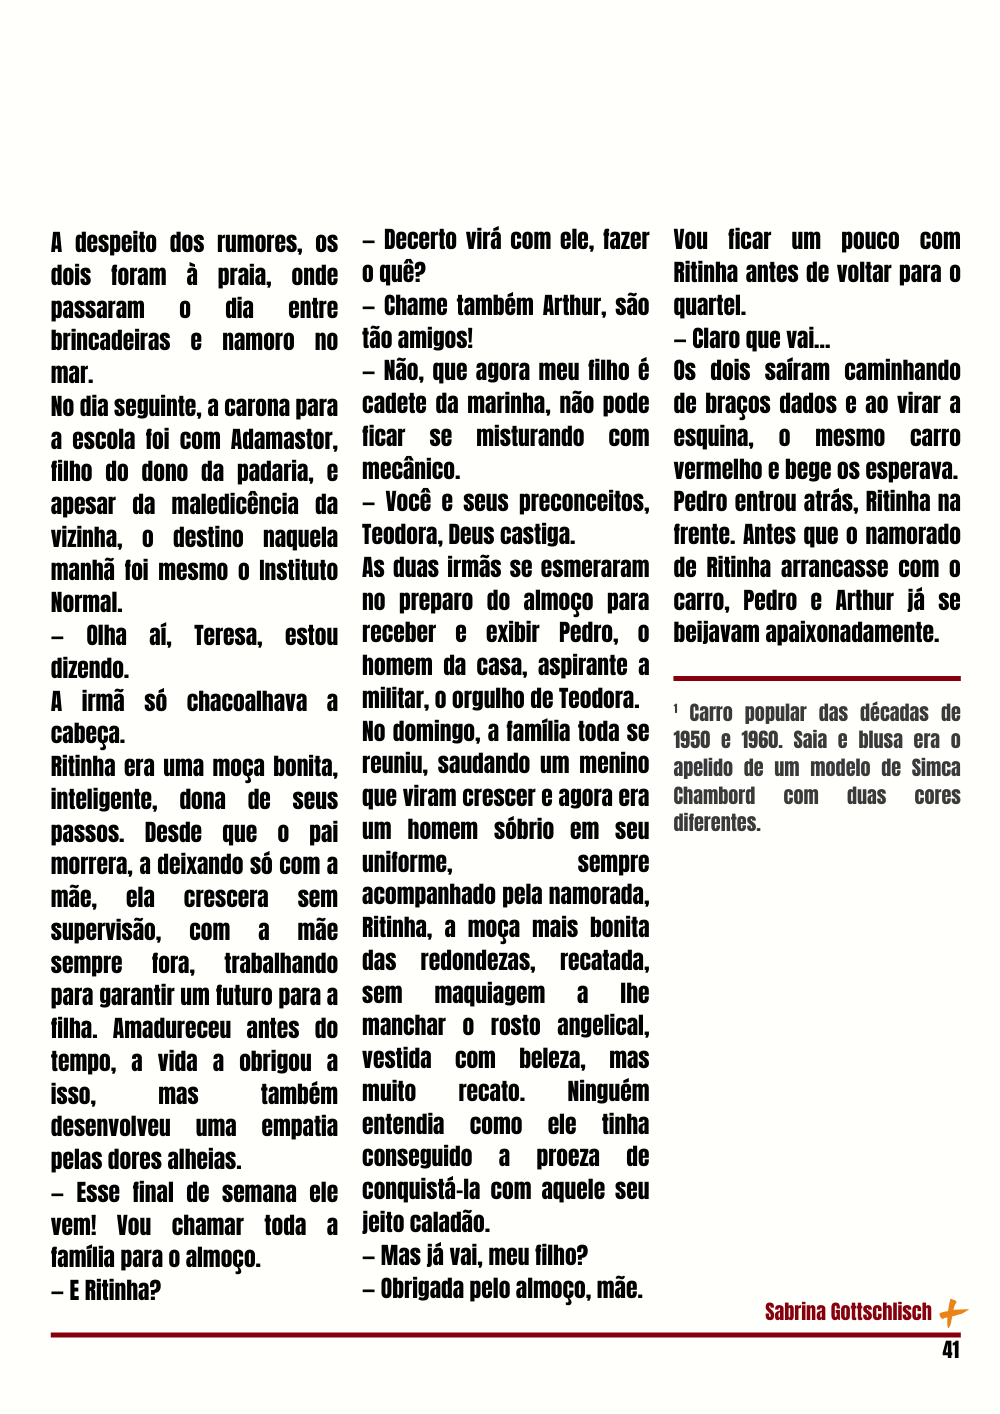 A despeito dos rumores, os
dois foram à praia, onde
passaram o dia entre
brincadeiras e namoro no
mar.
No dia seguinte, a carona para
a escola foi com Adamastor,
filho do dono da padaria, e
apesar da maledicência da
vizinha, o destino naquela
manhã foi mesmo o Instituto
Normal.
– Olha aí, Teresa, estou
dizendo.
A irmã só chacoalhava a
cabeça.
Ritinha era uma moça bonita,
inteligente, dona de seus
passos. Desde que o pai
morrera, a deixando só com a
mãe, ela crescera sem
supervisão, com a mãe
sempre fora, trabalhando
para garantir um futuro para a
filha. Amadureceu antes do
tempo, a vida a obrigou a
isso, mas também
desenvolveu uma empatia
pelas dores alheias.
– Esse final de semana ele
vem! Vou chamar toda a
família para o almoço.
– E Ritinha?
– Decerto virá com ele, fazer
o quê?
– Chame também Arthur, são
tão amigos!
– Não, que agora meu filho é
cadete da marinha, não pode
ficar se misturando com
mecânico.
– Você e seus preconceitos,
Teodora, Deus castiga.
As duas irmãs se esmeraram
no preparo do almoço para
receber e exibir Pedro, o
homem da casa, aspirante a
militar, o orgulho de Teodora.
No domingo, a família toda se
reuniu, saudando um menino
que viram crescer e agora era
um homem sóbrio em seu
uniforme, sempre
acompanhado pela namorada,
Ritinha, a moça mais bonita
das redondezas, recatada,
sem maquiagem a lhe
manchar o rosto angelical,
vestida com beleza, mas
muito recato. Ninguém
entendia como ele tinha
conseguido a proeza de
conquistá-la com aquele seu
jeito caladão.
– Mas já vai, meu filho?
– Obrigada pelo almoço, mãe.
Vou ficar um pouco com
Ritinha antes de voltar para o
quartel.
– Claro que vai...
Os dois saíram caminhando
de braços dados e ao virar a
esquina, o mesmo carro
vermelho e bege os esperava.
Pedro entrou atrás, Ritinha na
frente. Antes que o namorado
de Ritinha arrancasse com o
carro, Pedro e Arthur já se
beijavam apaixonadamente.
¹ Carro popular das décadas de
1950 e 1960. Saia e blusa era o
apelido de um modelo de Simca
Chambord com duas cores
diferentes.
Sabrina Gottschlisch
41